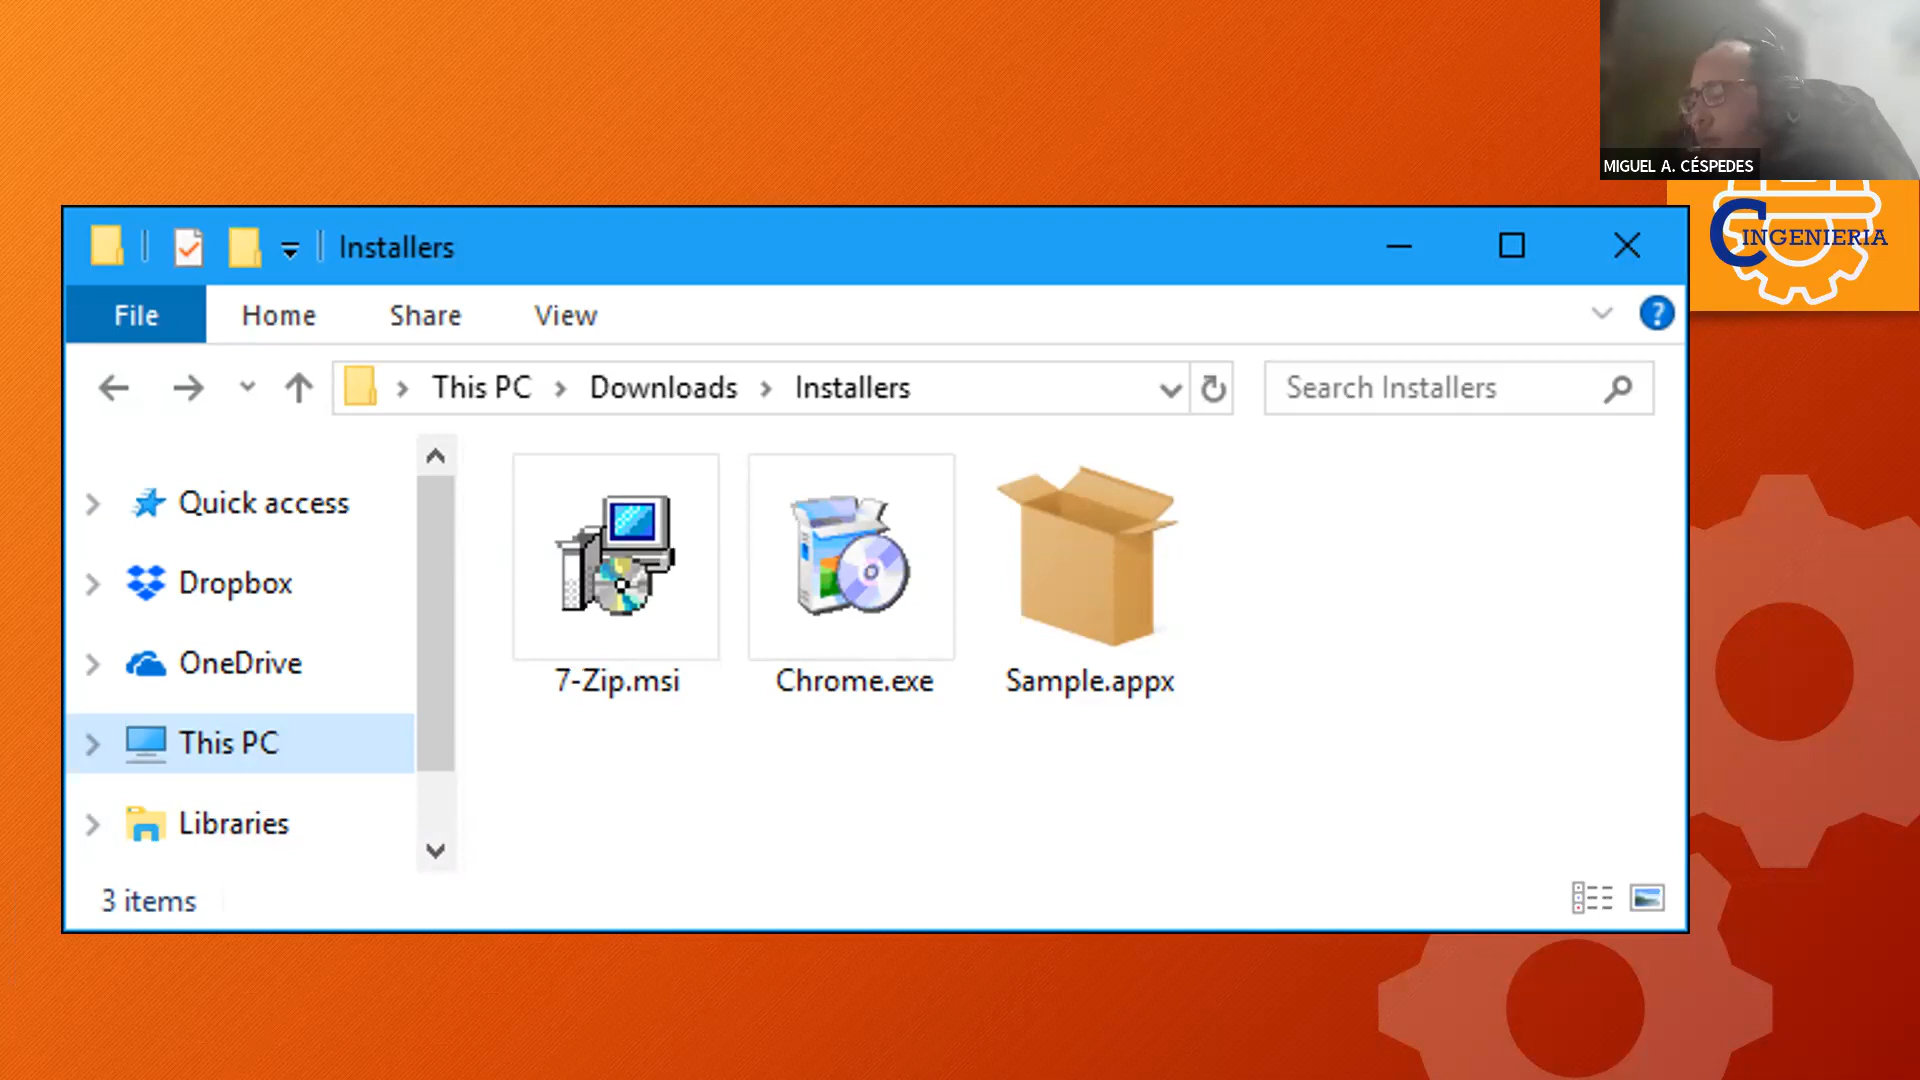 MIGUEL A. CÉSPEDES
C INGENIERIA
Installers
File Home Share View
?
This PC Downloads Installers
Search Installers
Quick access
Dropbox
OneDrive
This PC
Libraries
7-Zip.msi Chrome.exe Sample.appx
3 items